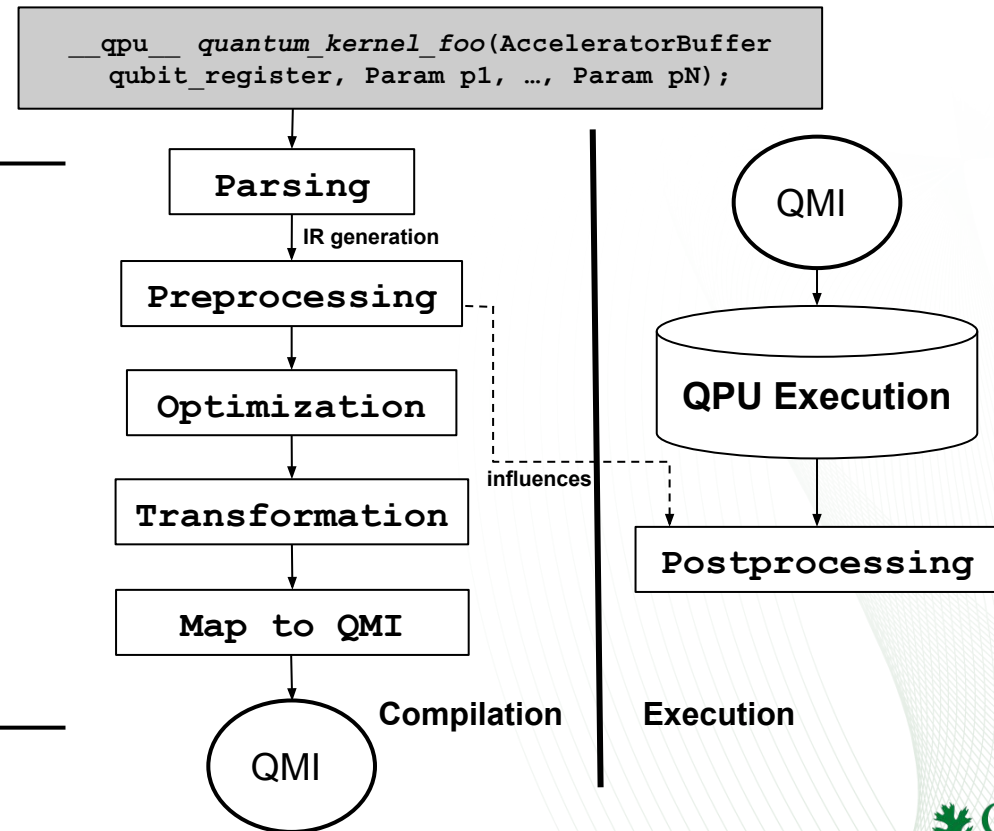 __qpu__ quantum_kernel_foo(AcceleratorBuffer
qubit_register, Param p1, …, Param pN);
Parsing
IR generation
Preprocessing
Optimization
Transformation
Map to QMI
QMI
Compilation
influences
QMI
QPU Execution
Postprocessing
Execution